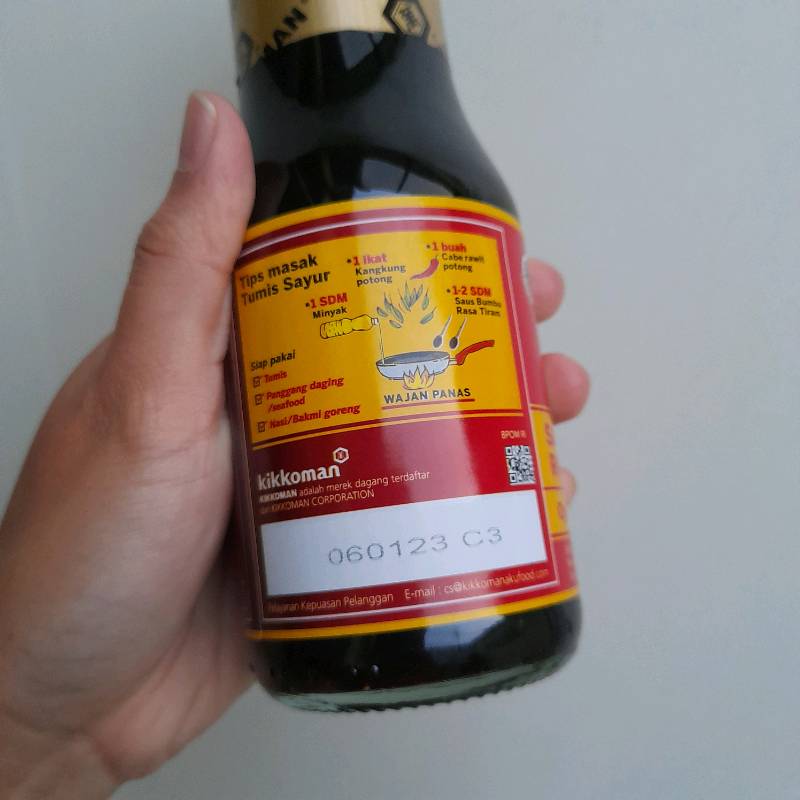 MAN
Tips masak
Tumis Sayur
•1 SDM
Minyak
•1 ikat
Kangkung
potong
•1 buah
Cabe rawit
potong
•1-2 SDM
Saus Bumbu
Rasa Tiram
WAJAN PANAS
Siap pakai
Tumis
Panggang daging
/seafood
Nasi/Bakmi goreng
BPOM RI
kikkoman
KIKKOMAN adalah merek dagang terdaftar
dari KIKKOMAN CORPORATION
060123 C3
Pelayanan Kepuasan Pelanggan E-mail : cs@kikkomanakufood.com